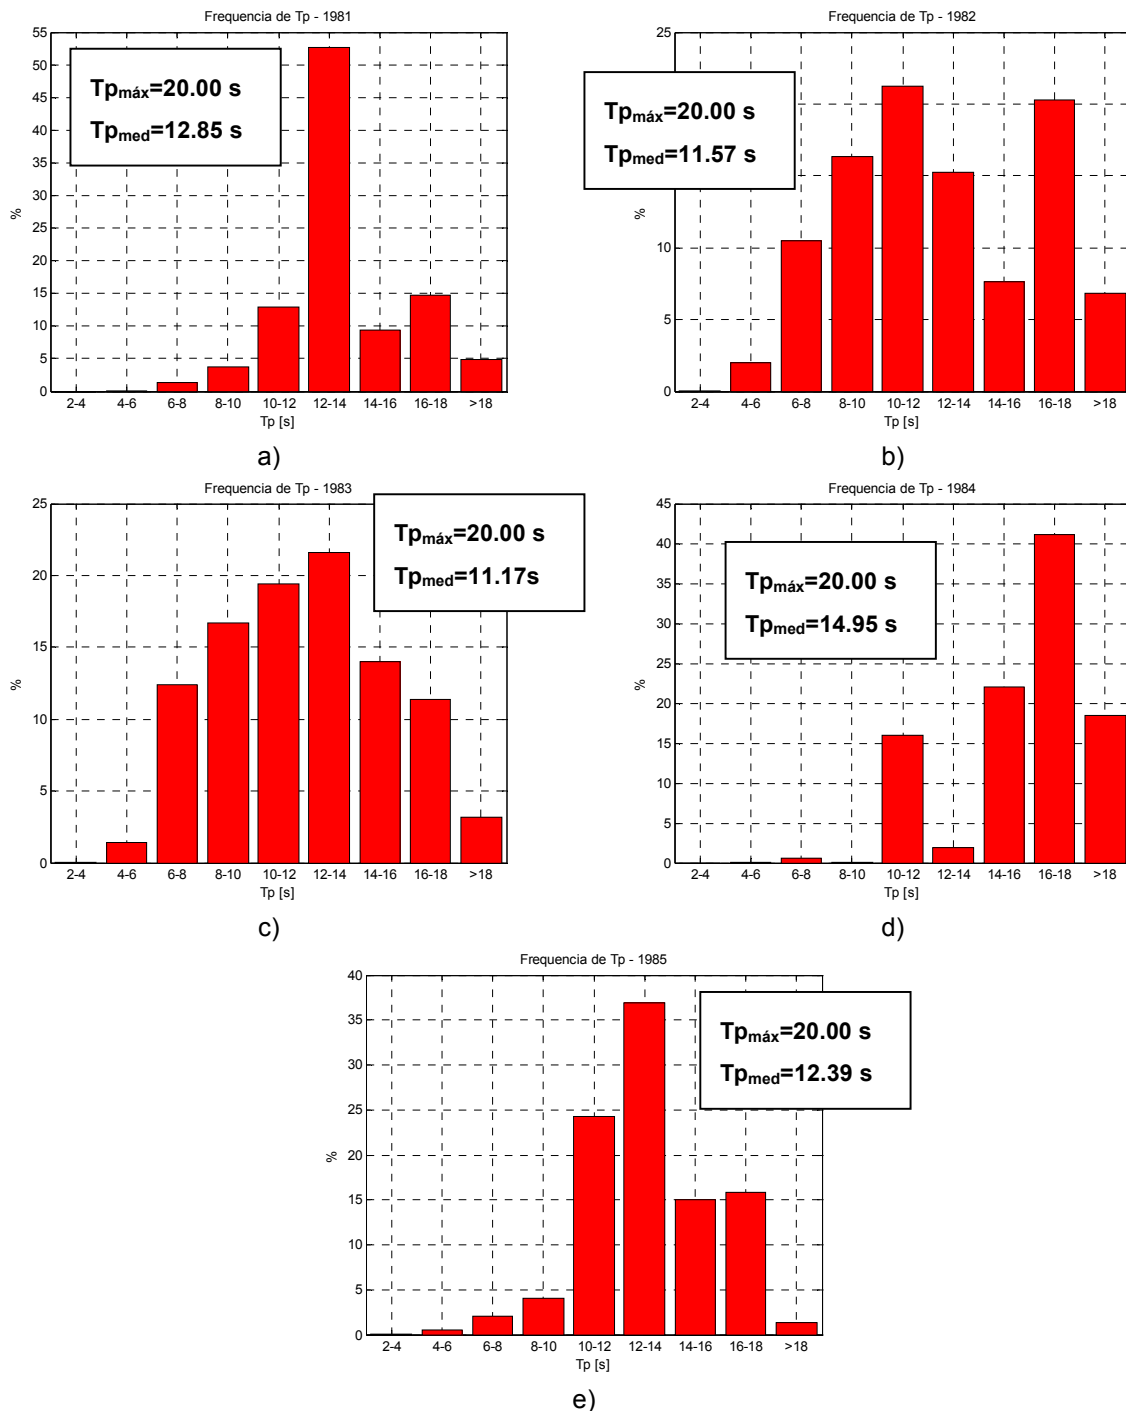 Frequencia de Tp - 1981
55
50
45
40
35
30
25
20
15
10
5
0
%
Tpmáx=20.00 s
Tpmed=12.85 s
2-4 4-6 6-8 8-10 10-12 12-14 14-16 16-18 >18
Tp [s]
a)
Frequencia de Tp - 1982
25
10
5
0
%
Tpmáx=20.00 s
Tpmed=11.57 s
2-4 4-6 6-8 8-10 10-12 12-14 14-16 16-18 >18
Tp [s]
b)
Frequencia de Tp - 1983
25
20
15
10
5
0
%
Tpmáx=20.00 s
Tpmed=11.17s
2-4 4-6 6-8 8-10 10-12 12-14 14-16 16-18 >18
Tp [s]
c)
Frequencia de Tp - 1984
45
40
35
30
25
20
15
10
5
0
%
Tpmáx=20.00 s
Tpmed=14.95 s
2-4 4-6 6-8 8-10 10-12 12-14 14-16 16-18 >18
Tp [s]
d)
Frequencia de Tp - 1985
40
35
30
25
20
15
10
5
0
%
Tpmáx=20.00 s
Tpmed=12.39 s
2-4 4-6 6-8 8-10 10-12 12-14 14-16 16-18 >18
Tp [s]
e)